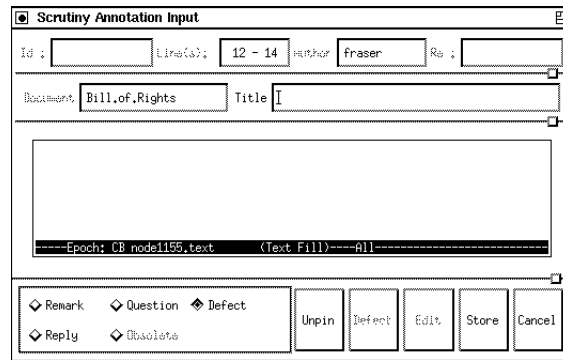 Scrutiny Annotation Input
Id : Line(s): 12 - 14 Author fraser Re :
Document Bill.of.Rights Title
-----Epoch: CB node1155.text (Text Fill)----All--------------------------
Remark Question Defect
Reply Obsolete
Unpin Defect Edit Store Cancel